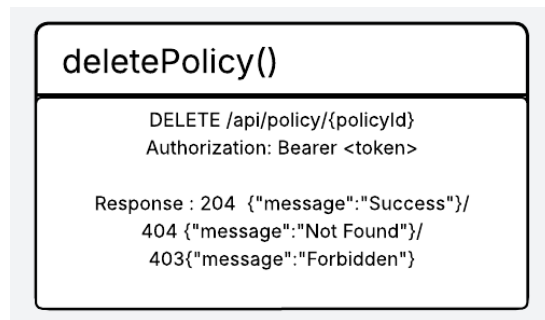 deletePolicy()
DELETE /api/policy/{policyId}
Authorization: Bearer <token>
Response : 204  {"message":"Success"}/
404 {"message":"Not Found"}/
403{"message":"Forbidden"}